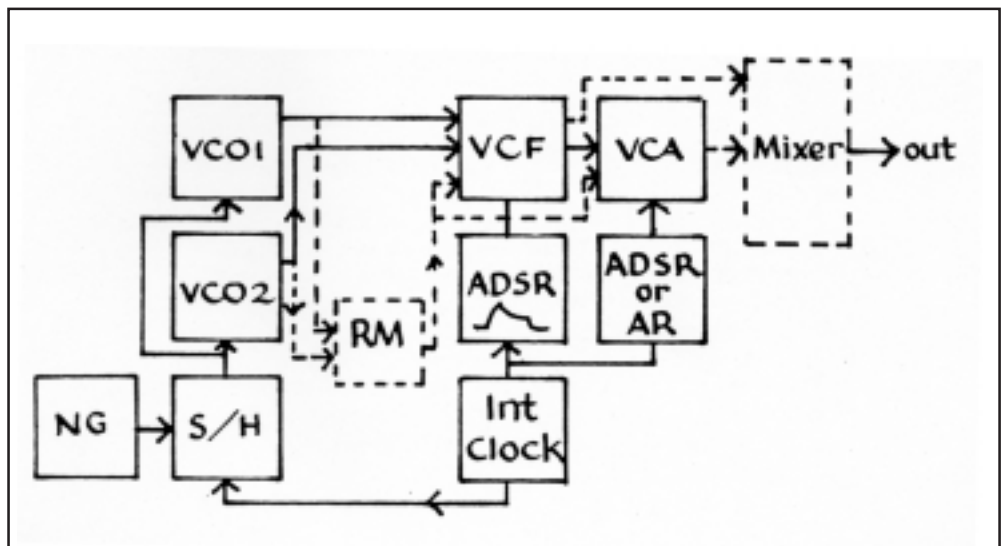 VCO1
VCF
VCA
Mixer
out
VCO2
RM
ADSR
ADSR
or
AR
NG
S/H
Int
Clock